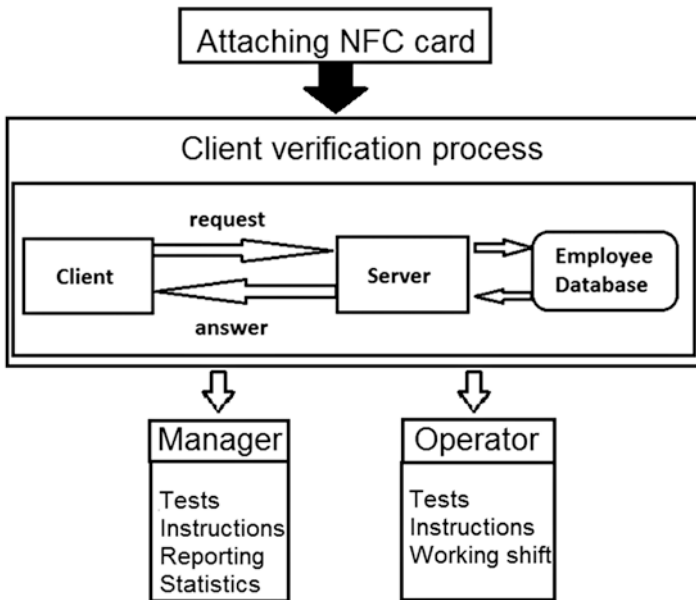 Attaching NFC card
Client verification process
request
Client
Server
Employee
Database
answer
Manager
Tests
Instructions
Reporting
Statistics
Operator
Tests
Instructions
Working shift